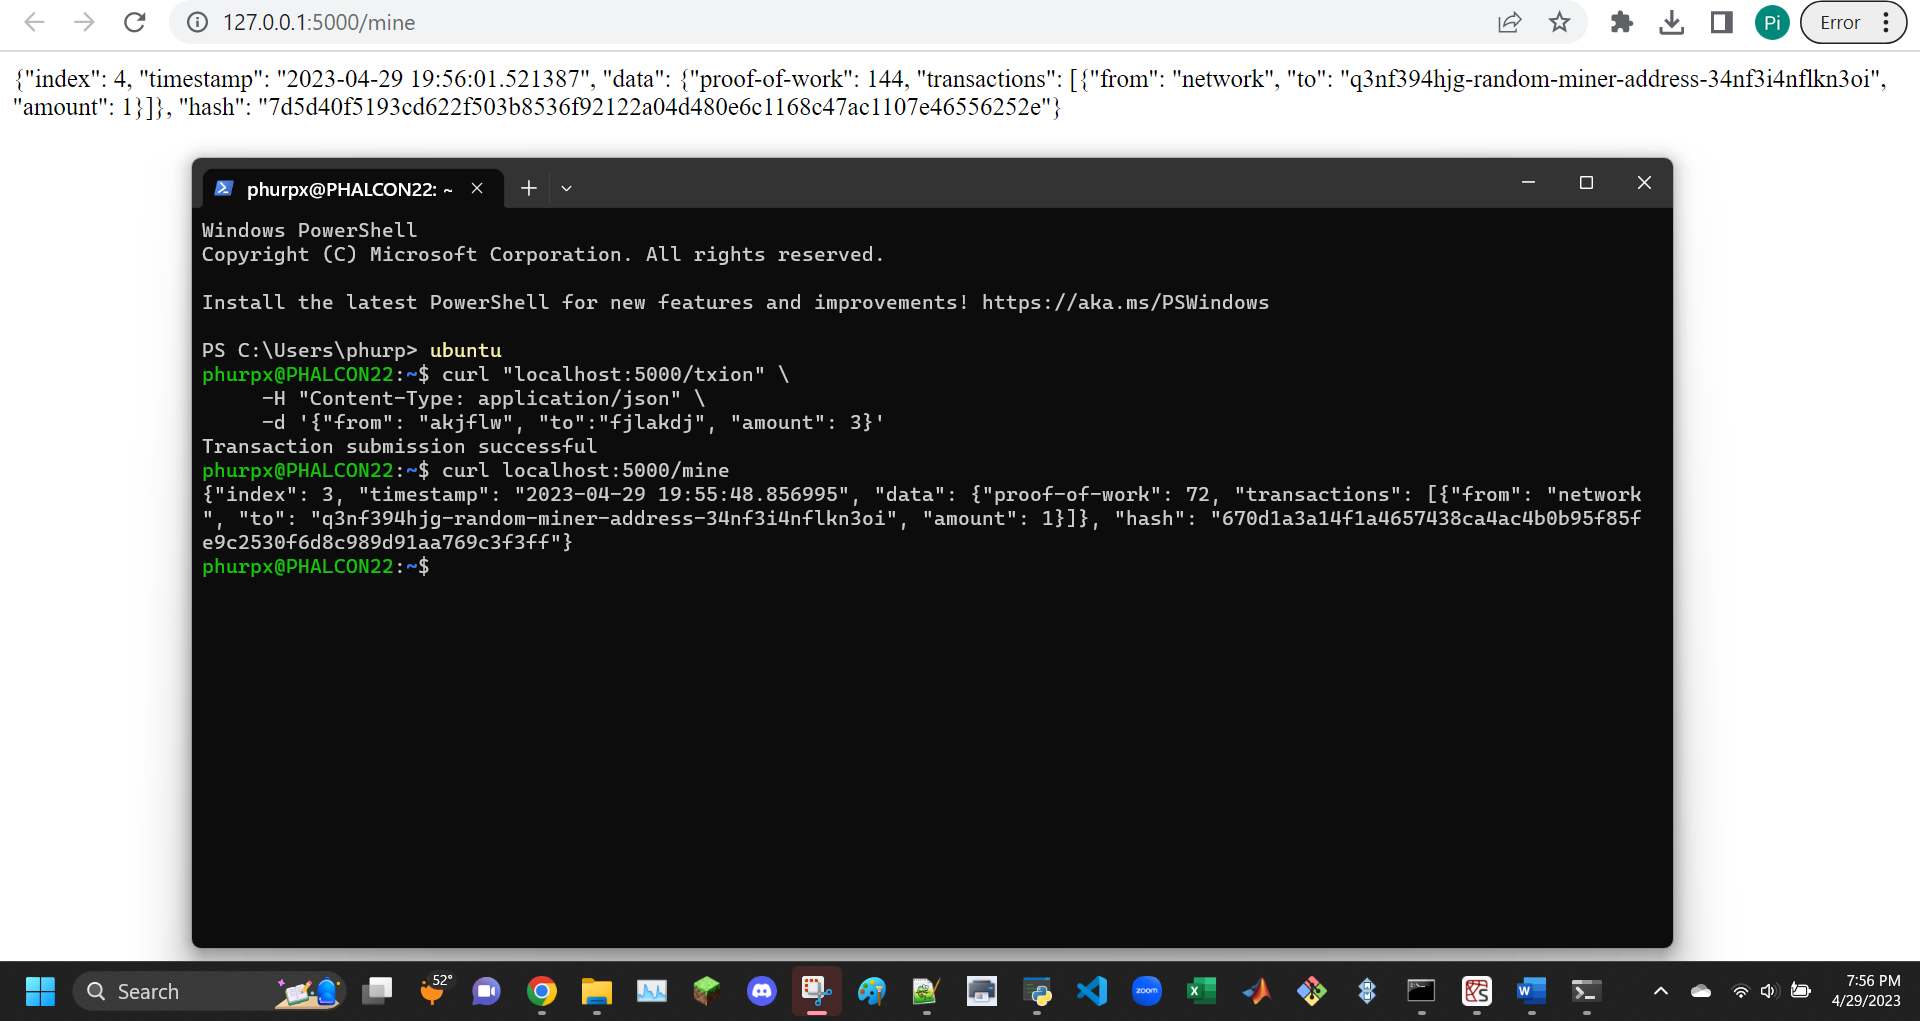 127.0.0.1:5000/mine
Pi
Error
{"index": 4, "timestamp": "2023-04-29 19:56:01.521387", "data": {"proof-of-work": 144, "transactions": [{"from": "network", "to": "q3nf394hjg-random-miner-address-34nf3i4nflkn3oi",
"amount": 1}]}, "hash": "7d5d40f5193cd622f503b8536f92122a04d480e6c1168c47ac1107e46556252e"}
phurpx@PHALCON22: ~
Windows PowerShell
Copyright (C) Microsoft Corporation. All rights reserved.
Install the latest PowerShell for new features and improvements! https://aka.ms/PSWindows
PS C:\Users\phurp> ubuntu
phurpx@PHALCON22:~$ curl "localhost:5000/txion" \
-H "Content-Type: application/json" \
-d '{"from": "akjflw", "to":"fjlakdj", "amount": 3}'
Transaction submission successful
phurpx@PHALCON22:~$ curl localhost:5000/mine
{"index": 3, "timestamp": "2023-04-29 19:55:48.856995", "data": {"proof-of-work": 72, "transactions": [{"from": "network
", "to": "q3nf394hjg-random-miner-address-34nf3i4nflkn3oi", "amount": 1}]}, "hash": "670d1a3a14f1a4657438ca4ac4b0b95f85f
e9c2530f6d8c989d91aa769c3f3ff"}
phurpx@PHALCON22:~$
Search
52°
zoom
7:56 PM
4/29/2023